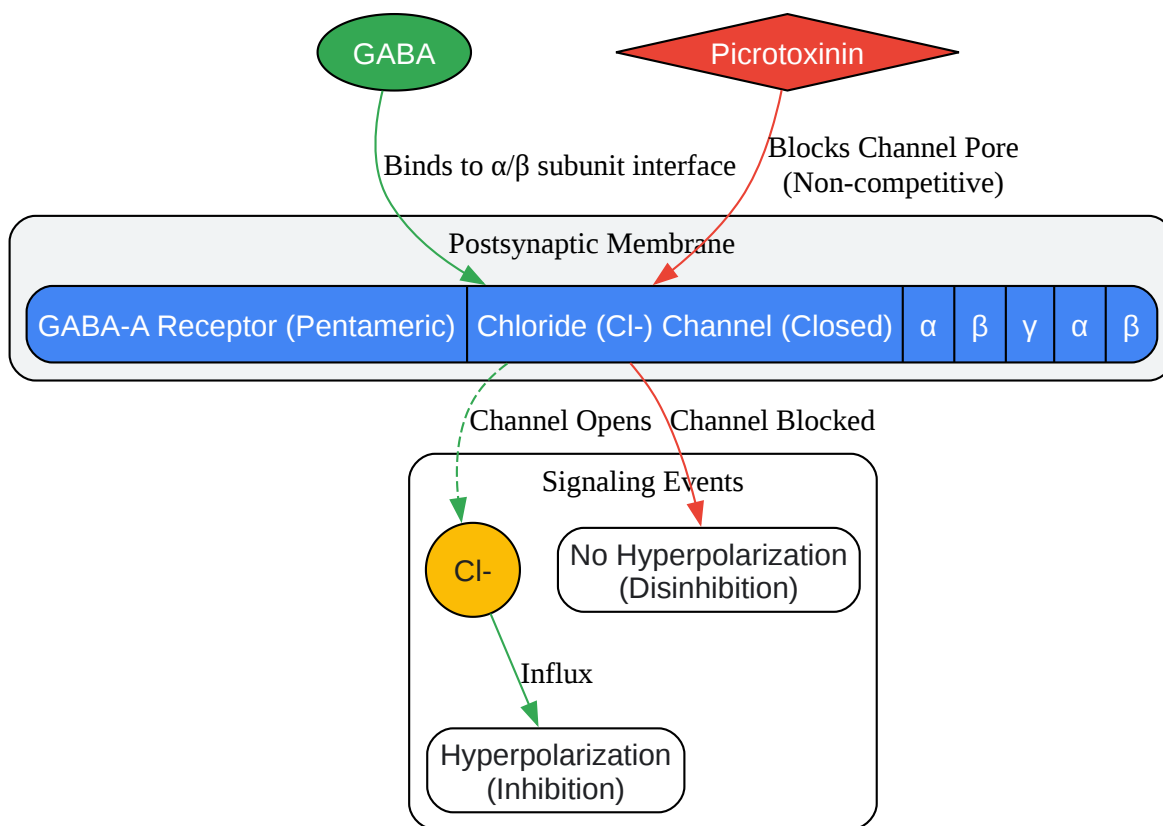 GABA
Picrotoxinin
Binds to α/β subunit interface
Blocks Channel Pore
(Non-competitive)
Postsynaptic Membrane
GABA-A Receptor (Pentameric)
Chloride (Cl-) Channel (Closed)
α
β
γ
α
β
Channel Opens
Channel Blocked
Signaling Events
Cl-
No Hyperpolarization
(Disinhibition)
Influx
Hyperpolarization
(Inhibition)